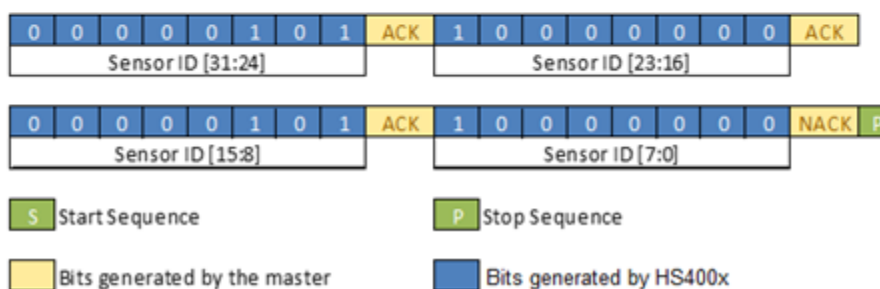 0 0 0 0 0 1 0 1 ACK 1 0 0 0 0 0 0 0 ACK
Sensor ID [31:24] Sensor ID [23:16]
0 0 0 0 0 1 0 1 ACK 1 0 0 0 0 0 0 0 NACK P
Sensor ID [15:8] Sensor ID [7:0]
S Start Sequence P Stop Sequence
Bits generated by the master Bits generated by HS400x